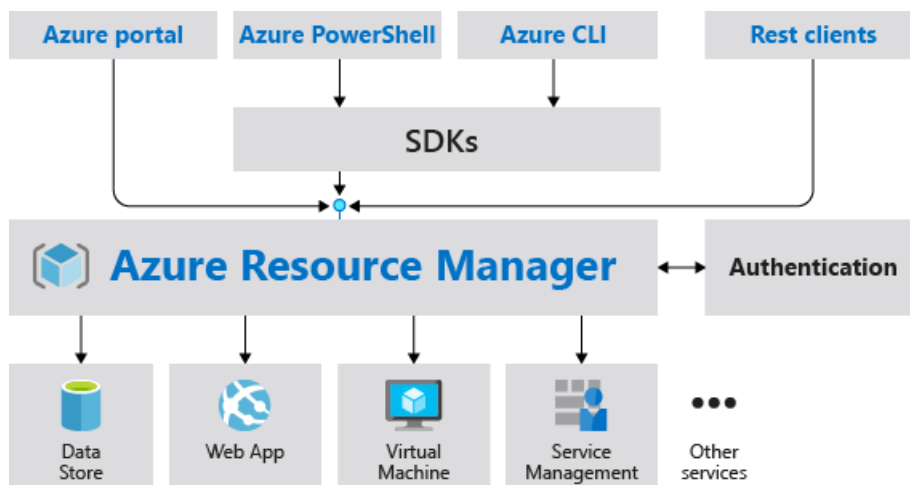 Azure portal
Azure PowerShell
Azure CLI
Rest clients
SDKs
Azure Resource Manager
Authentication
Data
Store
Web App
Virtual
Machine
Service
Management
Other
services